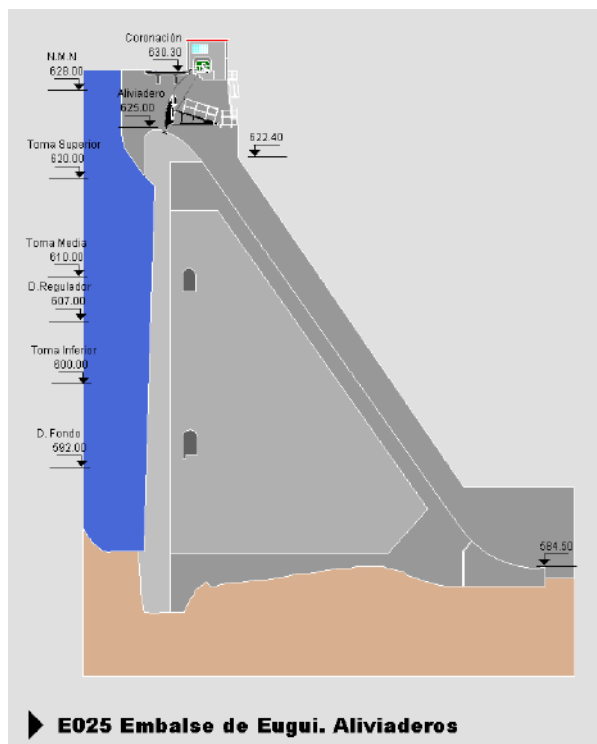 Coronación
630.30
N.M.N
628.00
Aliviadero
625.00
622.40
Toma Superior
620.00
Toma Media
610.00
D.Regulador
607.00
Toma Inferior
600.00
D. Fondo
592.00
584.50
E025 Embalse de Eugui. Aliviaderos